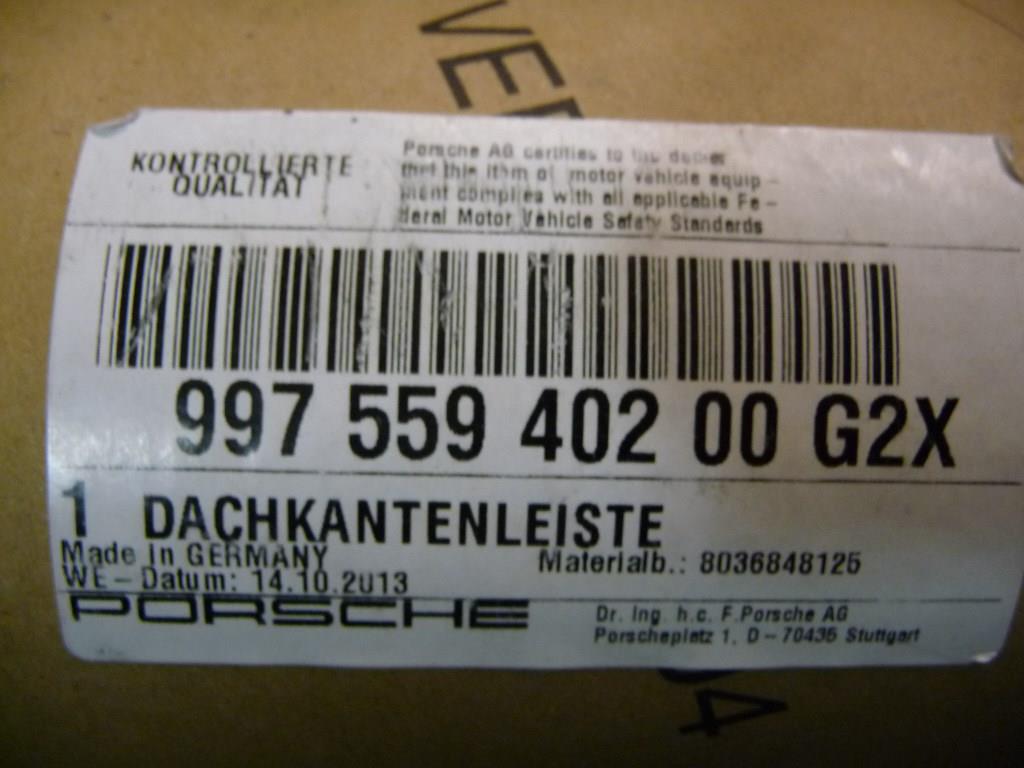 KONTROLLIERTE
QUALITÄT
Porsche AG certifies to the dealer
that this item of motor vehicle equip-
ment complies with all applicable Fe-
deral Motor Vehicle Safety Standards
997 559 402 00 G2X
1 DACHKANTENLEISTE
Made in GERMANY
Materialb.: 8036848125
WE-Datum: 14.10.2013
PORSCHE
Dr. Ing. h.c. F.Porsche AG
Porscheplatz 1, D-70435 Stuttgart